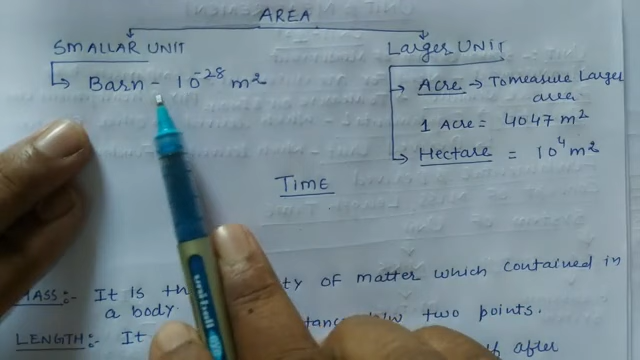 AREA
SMALLAR UNIT
Barn - 10-28 m2
Larger UNIT
Acre → To measure Larger
area
1 Acre = 4047 m2
Hectare = 104 m2
Time
MASS:- It is th ty of matter which contained in
a body
LENGTH:- It tance b/w two points.
after
uniball